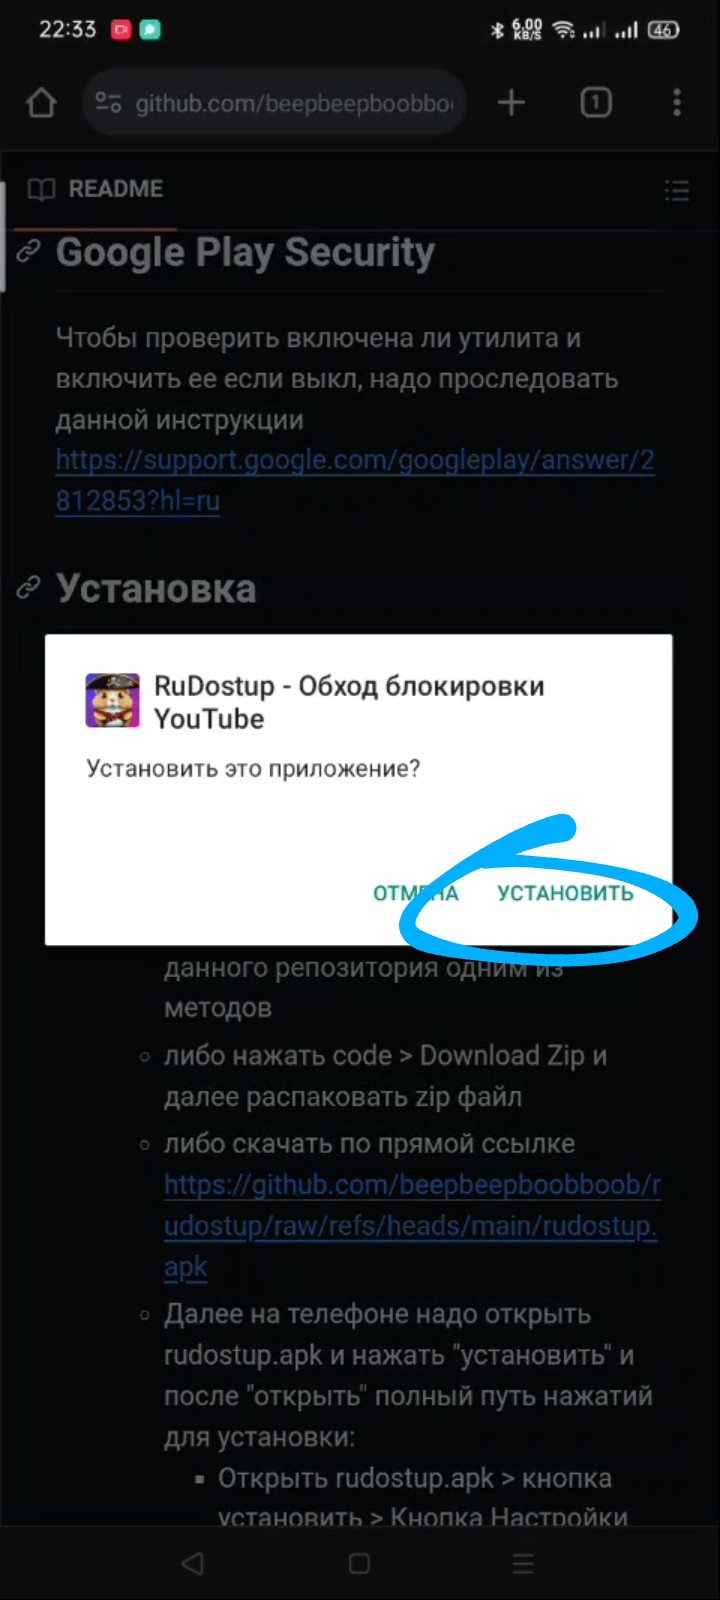 22:33
6.00
KB/S
46
github.com/beepbeepboobbo
1
README
Google Play Security
Чтобы проверить включена ли утилита и
включить ее если выкл, надо проследовать
данной инструкции
https://support.google.com/googleplay/answer/2
812853?hl=ru
Установка
RuDostup - Обход блокировки
YouTube
Установить это приложение?
ОТМЕНА УСТАНОВИТЬ
данного репозитория одним из
методов
либо нажать code > Download Zip и
далее распаковать zip файл
либо скачать по прямой ссылке
https://github.com/beepbeepboobboob/r
udostup/raw/refs/heads/main/rudostup.
apk
Далее на телефоне надо открыть
rudostup.apk и нажать "установить" и
после "открыть" полный путь нажатий
для установки:
Открыть rudostup.apk > кнопка
установить > Кнопка Настройки